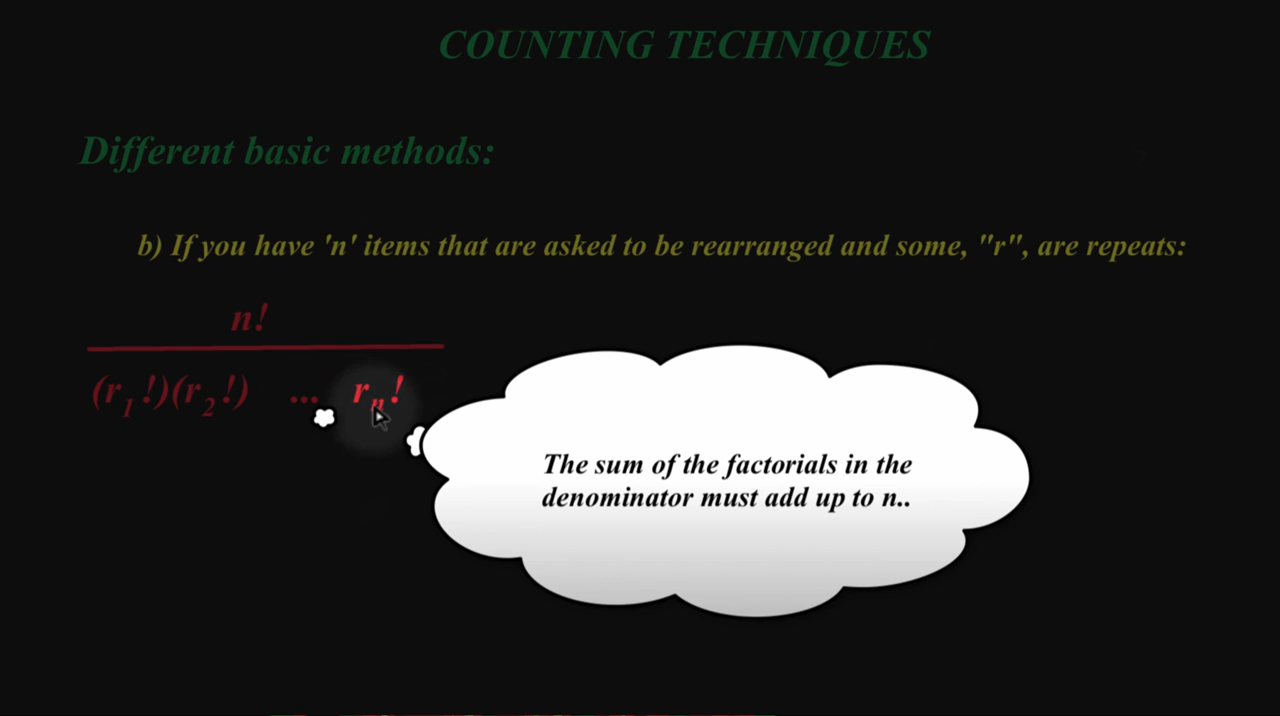 COUNTING TECHNIQUES
Different basic methods:
b) If you have 'n' items that are asked to be rearranged and some, "r", are repeats:
n!
(r₁!)(r₂!) ... rₙ!
The sum of the factorials in the
denominator must add up to n..